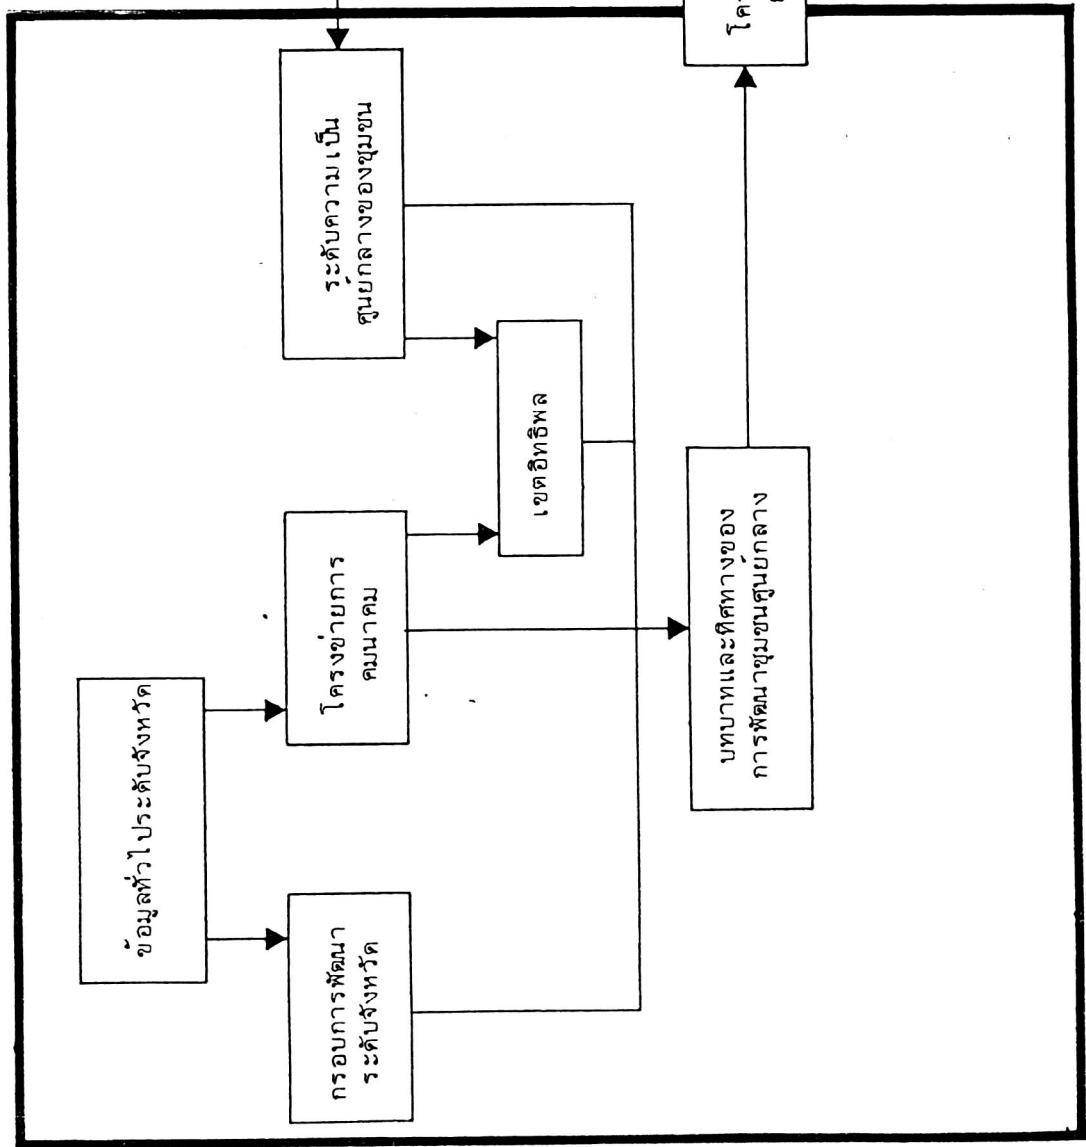 ข้อมูลทั่วไประดับจังหวัด
กรอบการพัฒนา
ระดับจังหวัด
โครงข่ายการ
คมนาคม
ระดับความเป็น
ศูนย์กลางของชุมชน
เขตอิทธิพล
บทบาทและทิศทางของ
การพัฒนาชุมชนศูนย์กลาง